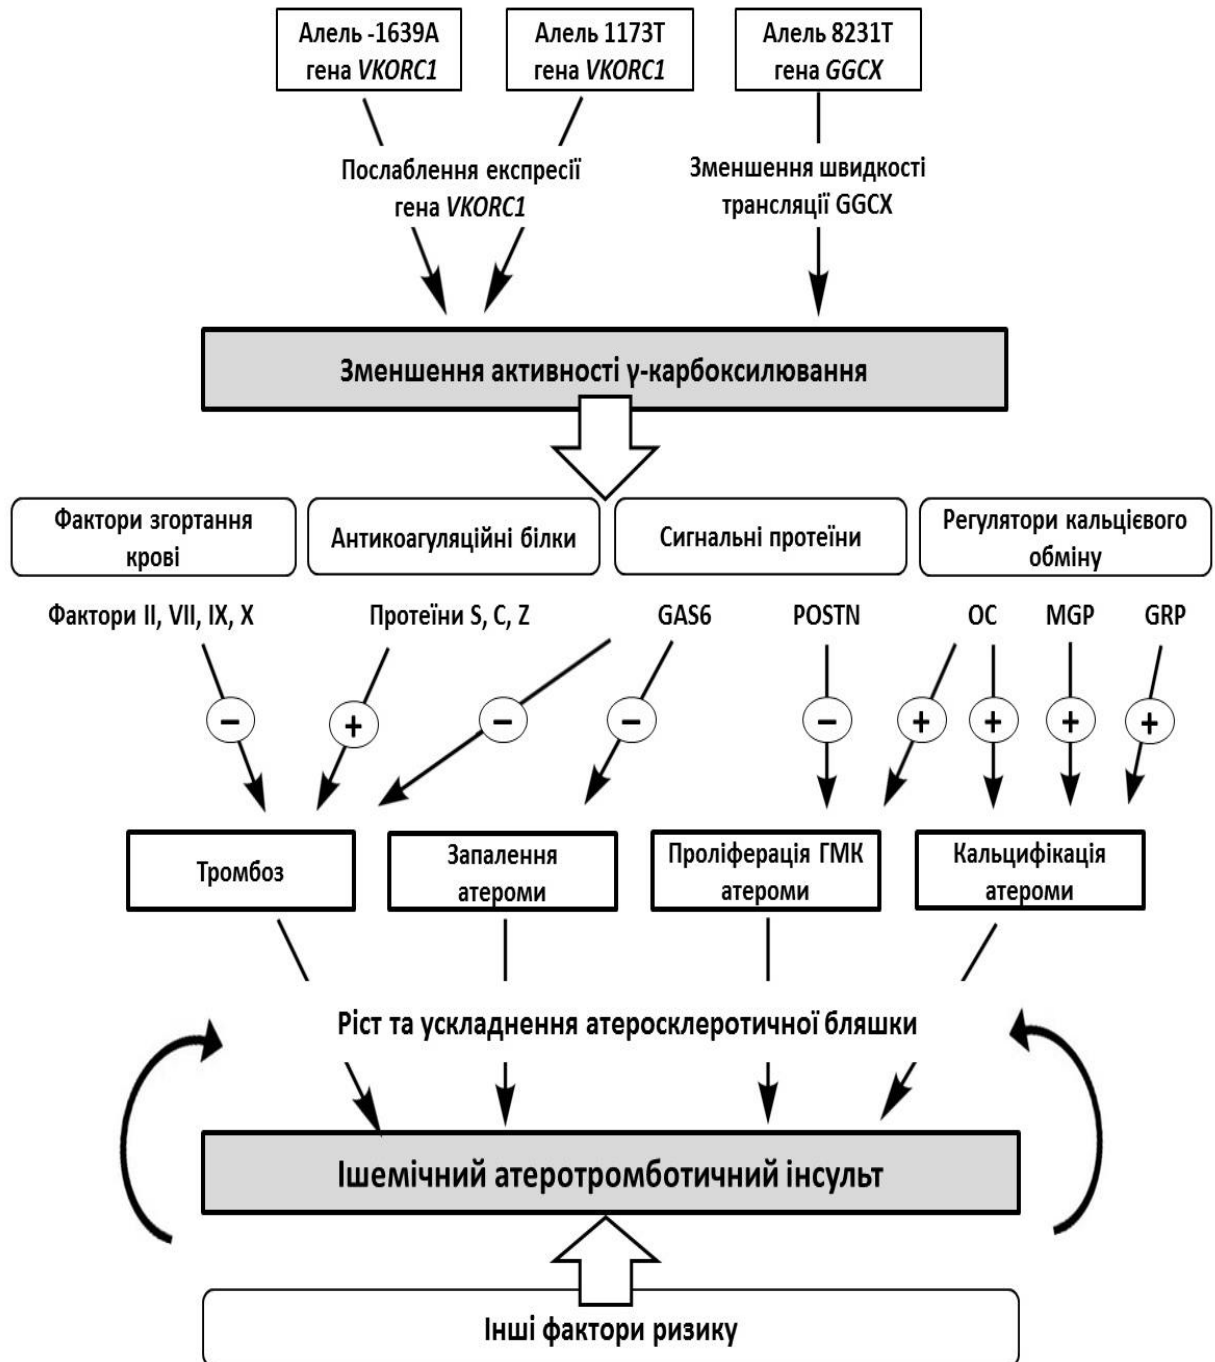 Алель -1639A
гена VKORC1
Алель 1173T
гена VKORC1
Алель 8231T
гена GGCX
Послаблення експресії
гена VKORC1
Зменшення швидкості
трансляції GGCX
Зменшення активності γ-карбоксилювання
Фактори згортання
крові
Антикоагуляційні білки
Сигнальні протеїни
Регулятори кальцієвого
обміну
Фактори II, VII, IX, X
Протеїни S, C, Z
GAS6
POSTN
OC
MGP
GRP
−
+
−
−
−
+
+
+
+
Тромбоз
Запалення
атероми
Проліферація ГМК
атероми
Кальцифікація
атероми
Ріст та ускладнення атеросклеротичної бляшки
Ішемічний атеротромботичний інсульт
Інші фактори ризику